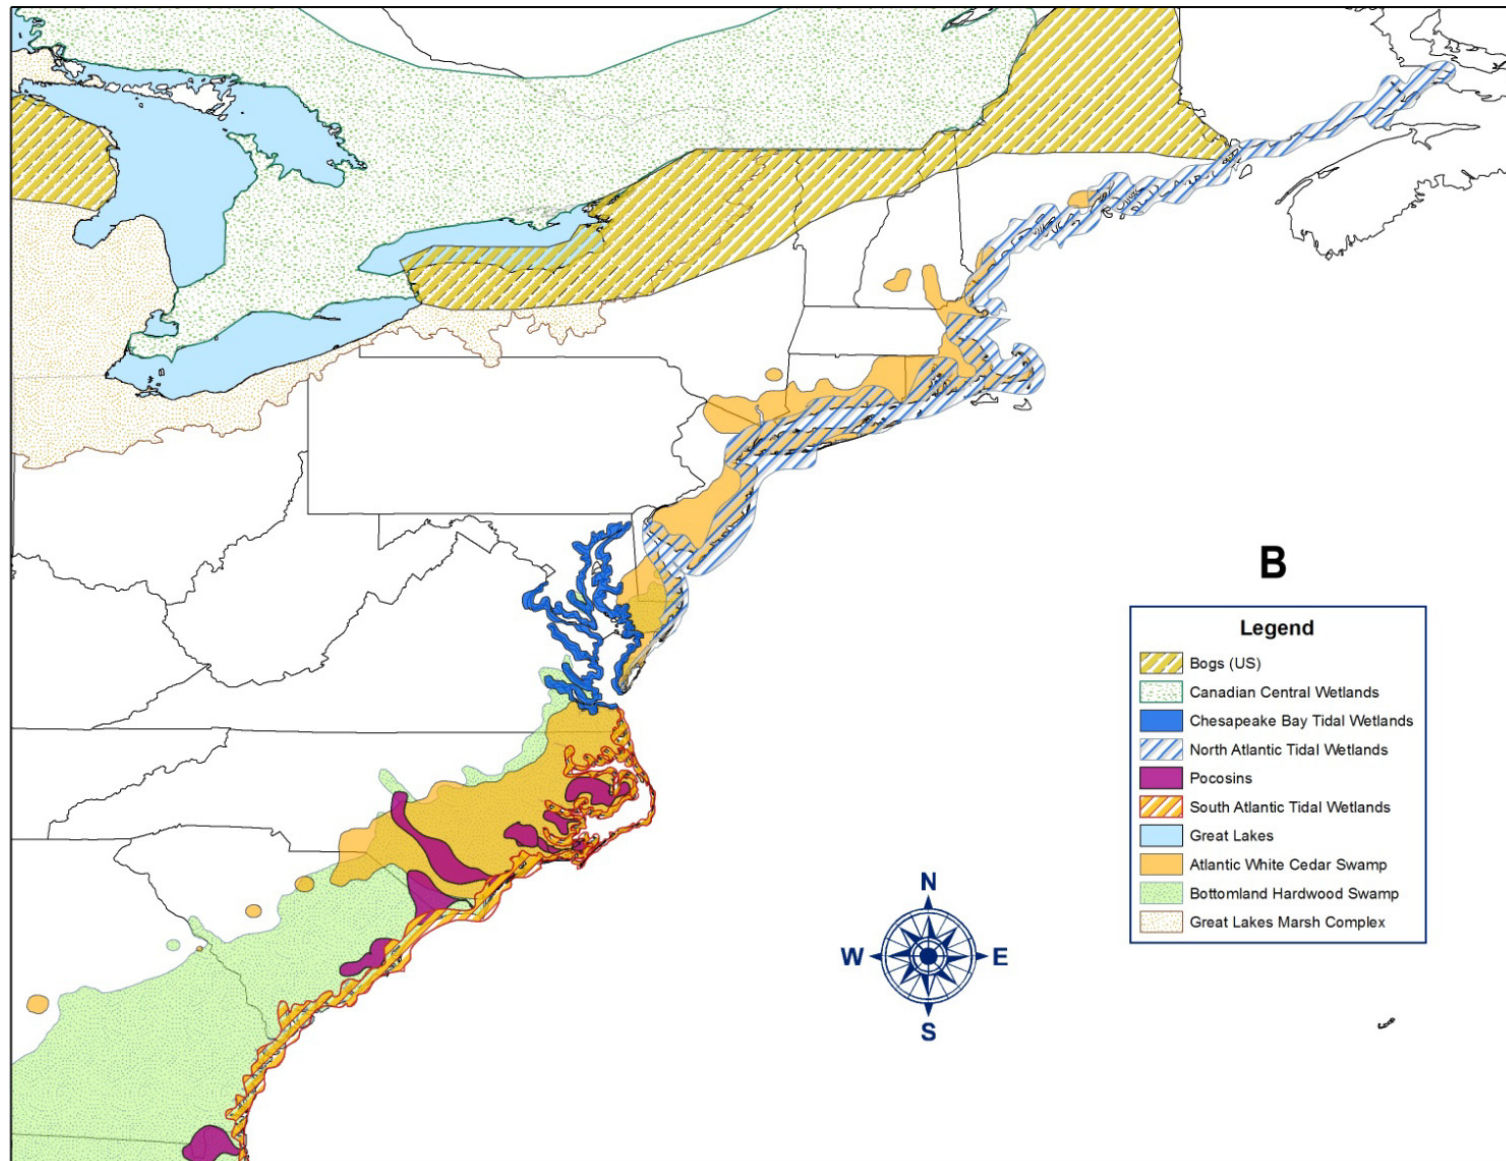 B
Legend
Bogs (US)
Canadian Central Wetlands
Chesapeake Bay Tidal Wetlands
North Atlantic Tidal Wetlands
Pocosins
South Atlantic Tidal Wetlands
Great Lakes
Atlantic White Cedar Swamp
Bottomland Hardwood Swamp
Great Lakes Marsh Complex
N
W E
S